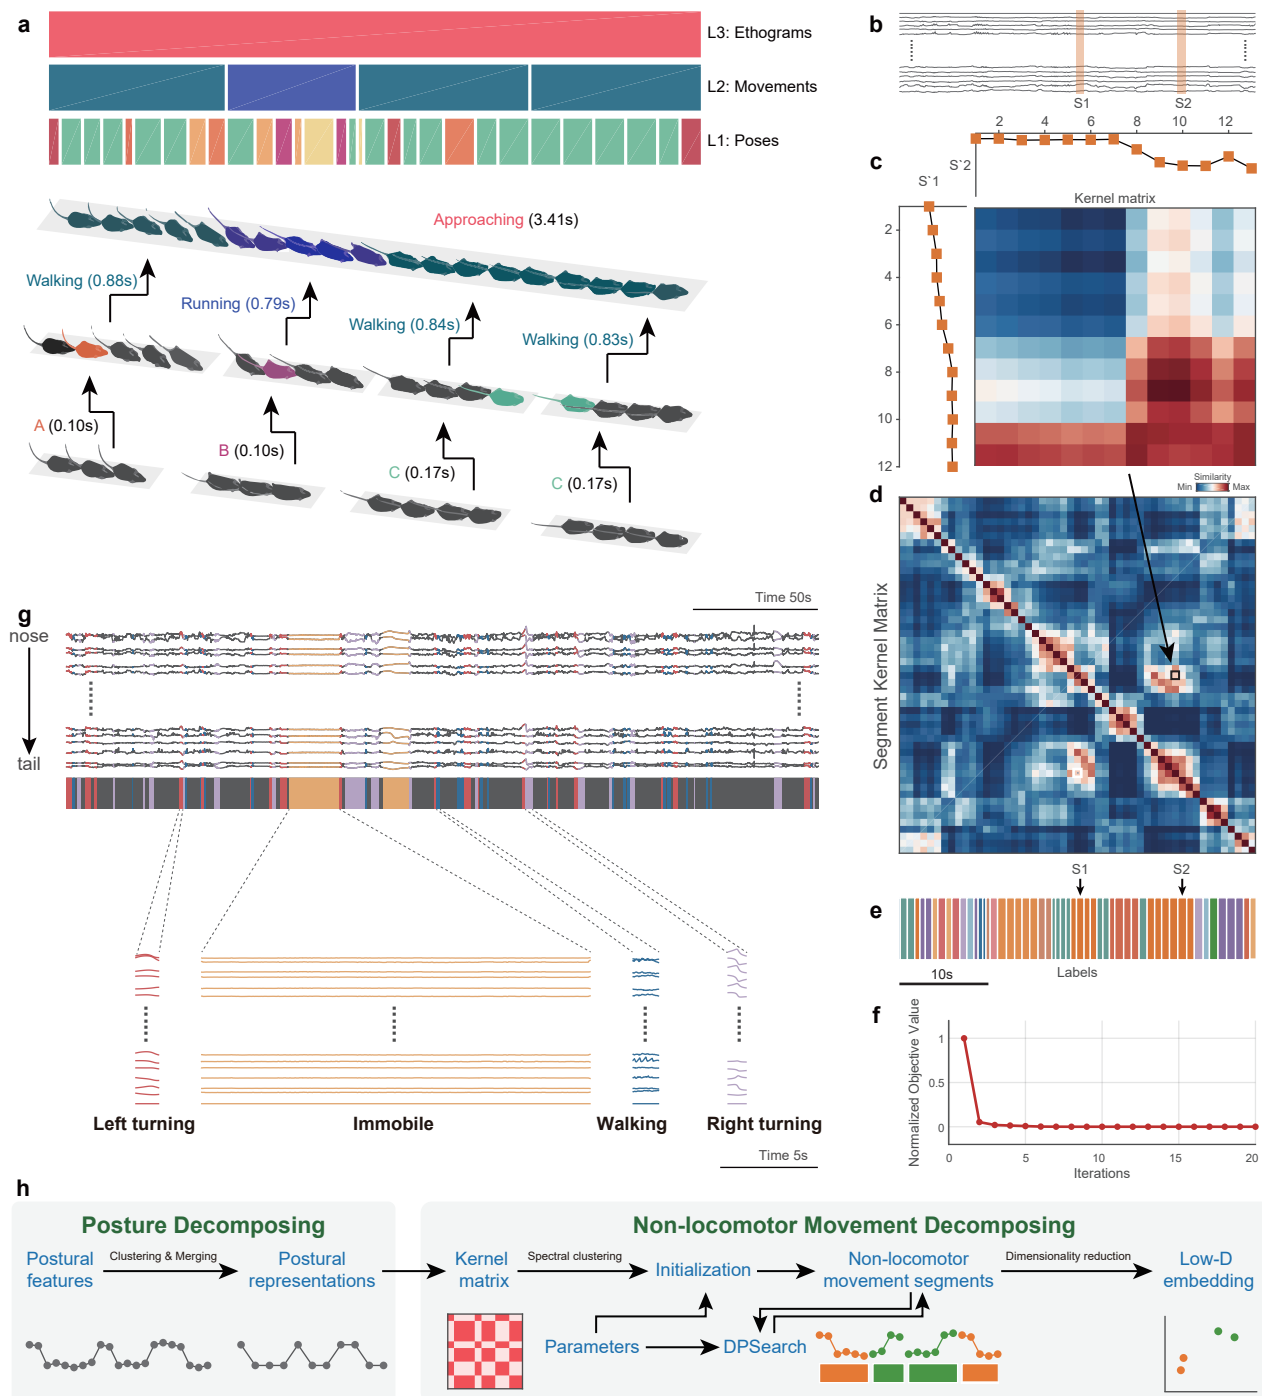 a
L3: Ethograms
L2: Movements
L1: Poses
Approaching (3.41s)
Walking (0.88s)
Running (0.79s)
Walking (0.84s)
Walking (0.83s)
A (0.10s)
B (0.10s)
C (0.17s)
C (0.17s)
b
S1
S2
2 4 6 8 10 12
c
S`2
S`1
Kernel matrix
2
4
6
8
10
12
Similarity
Min Max
d
Segment Kernel Matrix
S1 S2
e
10s
Labels
f
Normalized Objective Value
1
0.5
0
0 5 10 15 20
Iterations
g
Time 50s
nose
tail
Left turning
Immobile
Walking
Right turning
Time 5s
h
Posture Decomposing
Postural
features
Clustering & Merging
Postural
representations
Non-locomotor Movement Decomposing
Kernel
matrix
Spectral clustering
Initialization
Non-locomotor
movement segments
Dimensionality reduction
Low-D
embedding
Parameters
DPSearch